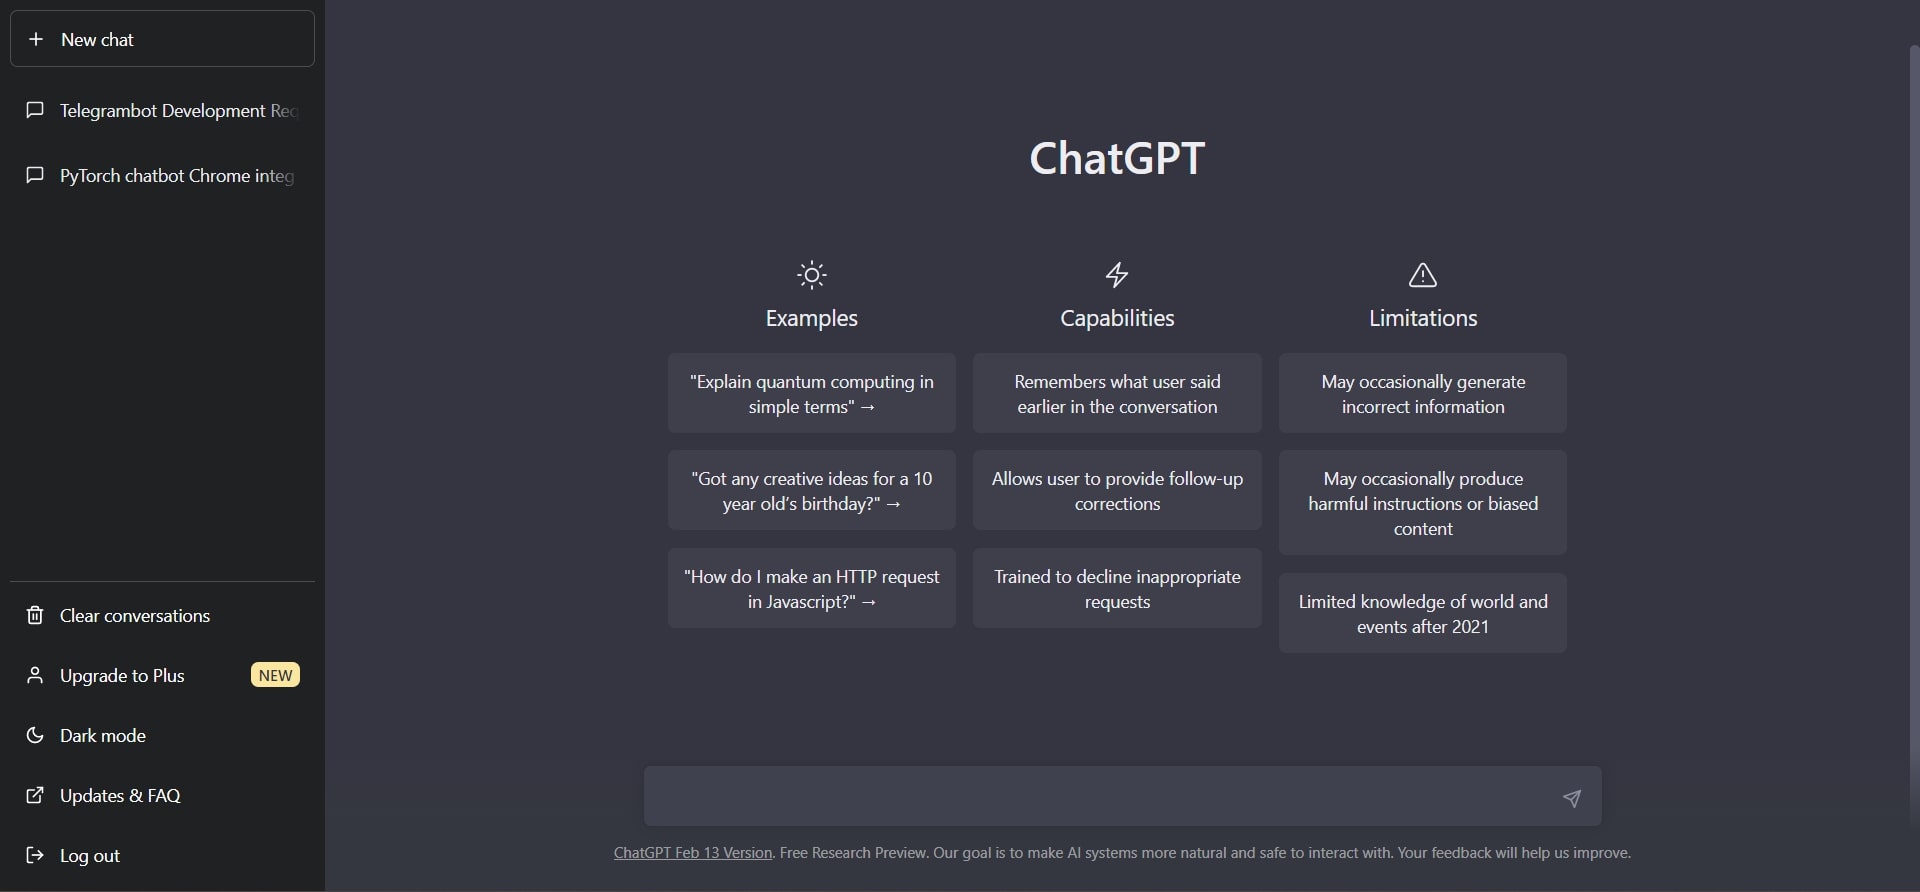 New chat
Telegrambot Development Req
PyTorch chatbot Chrome integ
Clear conversations
Upgrade to Plus NEW
Dark mode
Updates & FAQ
Log out
ChatGPT
Examples
"Explain quantum computing in
simple terms" →
"Got any creative ideas for a 10
year old’s birthday?" →
"How do I make an HTTP request
in Javascript?" →
Capabilities
Remembers what user said
earlier in the conversation
Allows user to provide follow-up
corrections
Trained to decline inappropriate
requests
Limitations
May occasionally generate
incorrect information
May occasionally produce
harmful instructions or biased
content
Limited knowledge of world and
events after 2021
ChatGPT Feb 13 Version. Free Research Preview. Our goal is to make AI systems more natural and safe to interact with. Your feedback will help us improve.